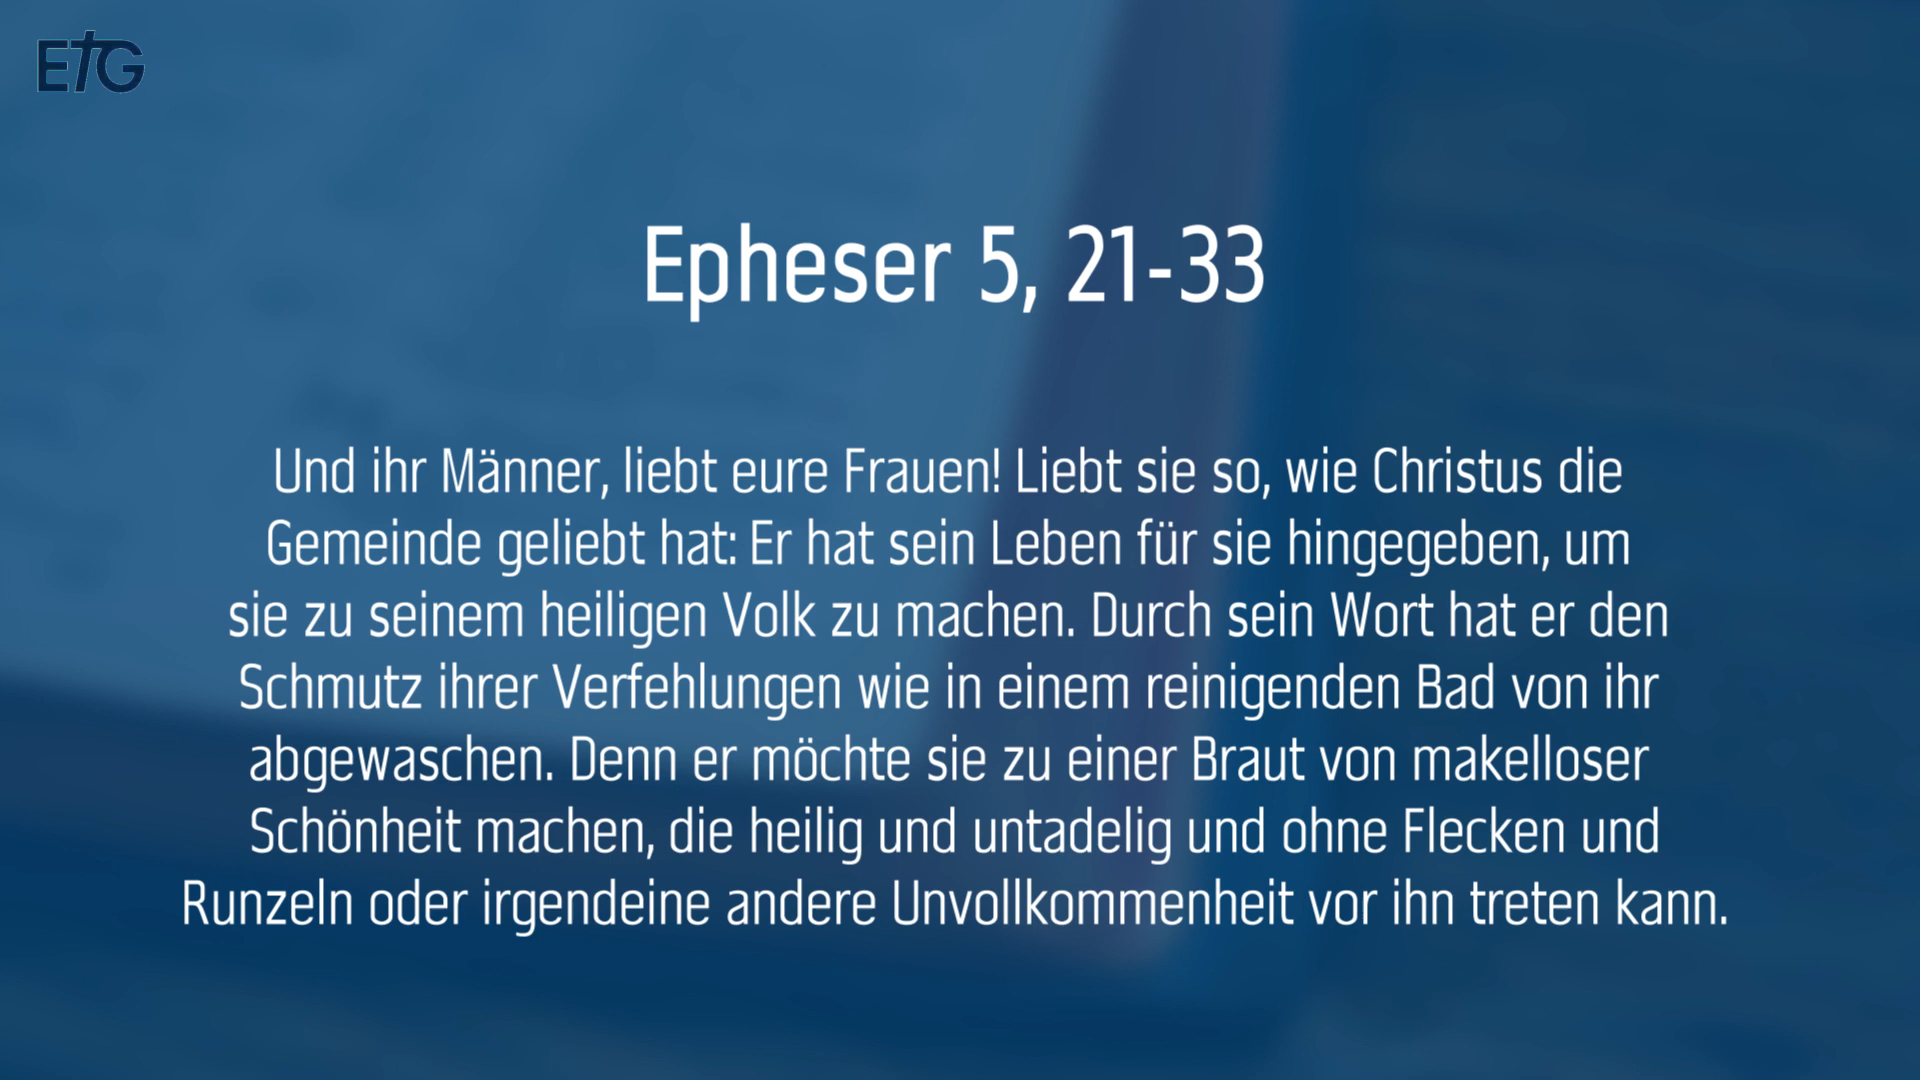 ETG
Epheser 5, 21-33
Und ihr Männer, liebt eure Frauen! Liebt sie so, wie Christus die
Gemeinde geliebt hat: Er hat sein Leben für sie hingegeben, um
sie zu seinem heiligen Volk zu machen. Durch sein Wort hat er den
Schmutz ihrer Verfehlungen wie in einem reinigenden Bad von ihr
abgewaschen. Denn er möchte sie zu einer Braut von makelloser
Schönheit machen, die heilig und untadelig und ohne Flecken und
Runzeln oder irgendeine andere Unvollkommenheit vor ihn treten kann.